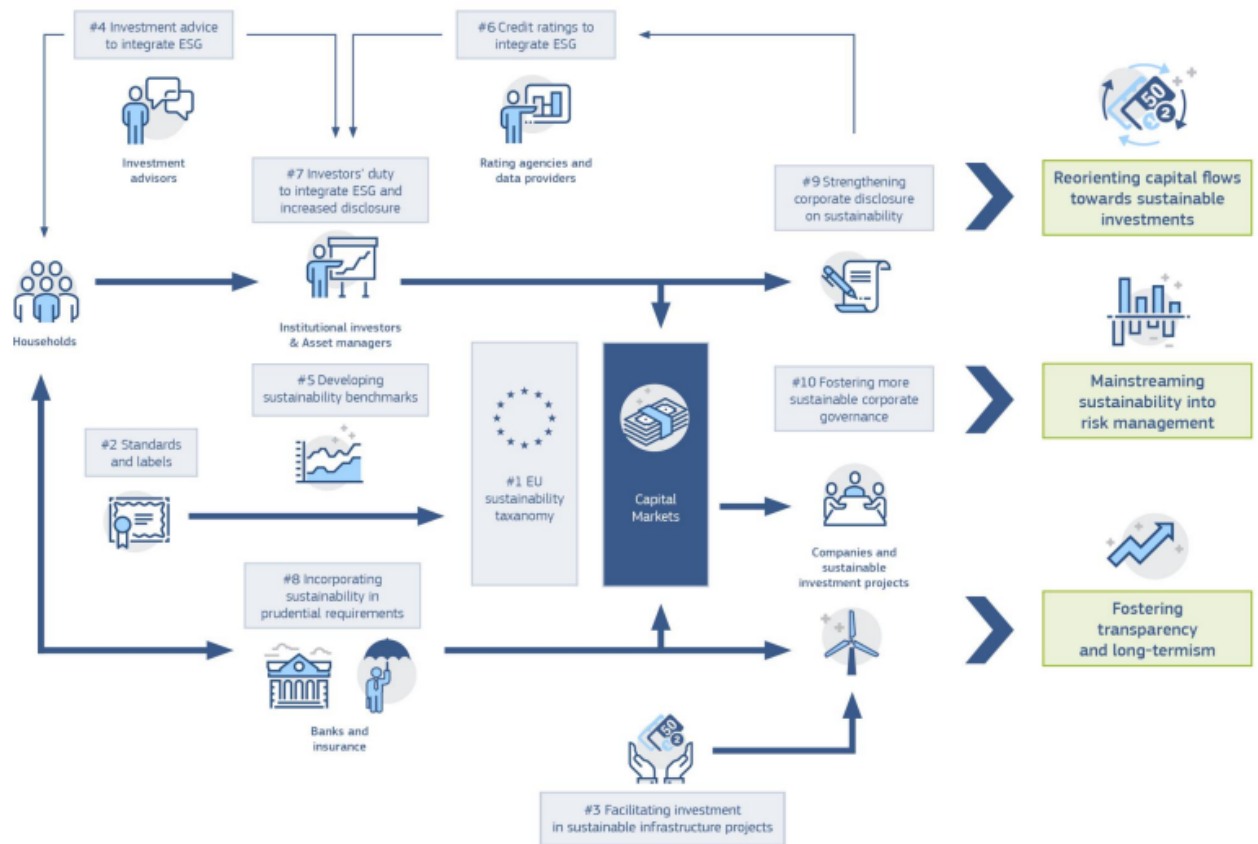 #4 Investment advice
to integrate ESG
#6 Credit ratings to
integrate ESG
50
2
Investment
advisors
Rating agencies and
data providers
#7 Investors' duty
to integrate ESG and
increased disclosure
#9 Strengthening
corporate disclosure
on sustainability
Reorienting capital flows
towards sustainable
investments
Households
Institutional investors
& Asset managers
#5 Developing
sustainability benchmarks
#10 Fostering more
sustainable corporate
governance
Mainstreaming
sustainability into
risk management
#2 Standards
and labels
#1 EU
sustainability
taxanomy
Capital
Markets
Companies and
sustainable
investment projects
#8 Incorporating
sustainability in
prudential requirements
Fostering
transparency
and long-termism
Banks and
insurance
50
2
#3 Facilitating investment
in sustainable infrastructure projects